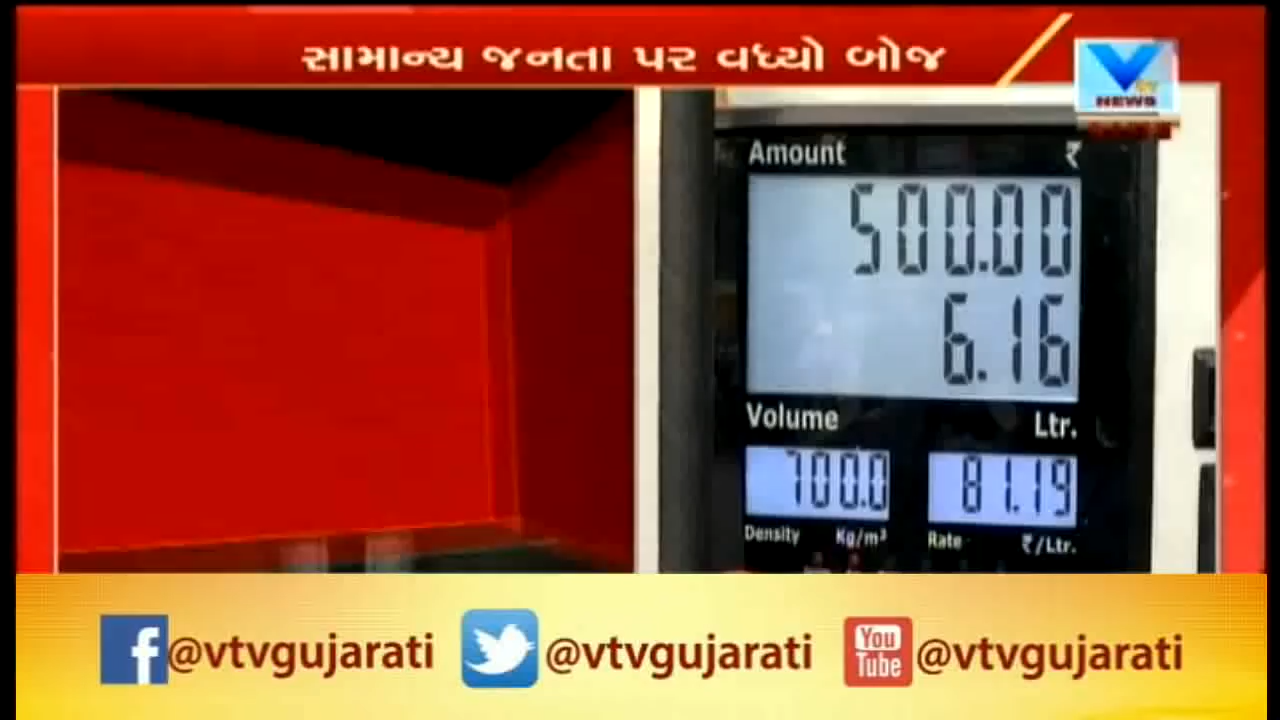 સામાન્ય જનતા પર વધ્યો બોજ
V
NEWS
Amount ₹
500.00
6.16
Volume Ltr.
700.0 81.19
Density Kg/m³ Rate ₹/Ltr.
f @vtvgujarati @vtvgujarati You Tube @vtvgujarati